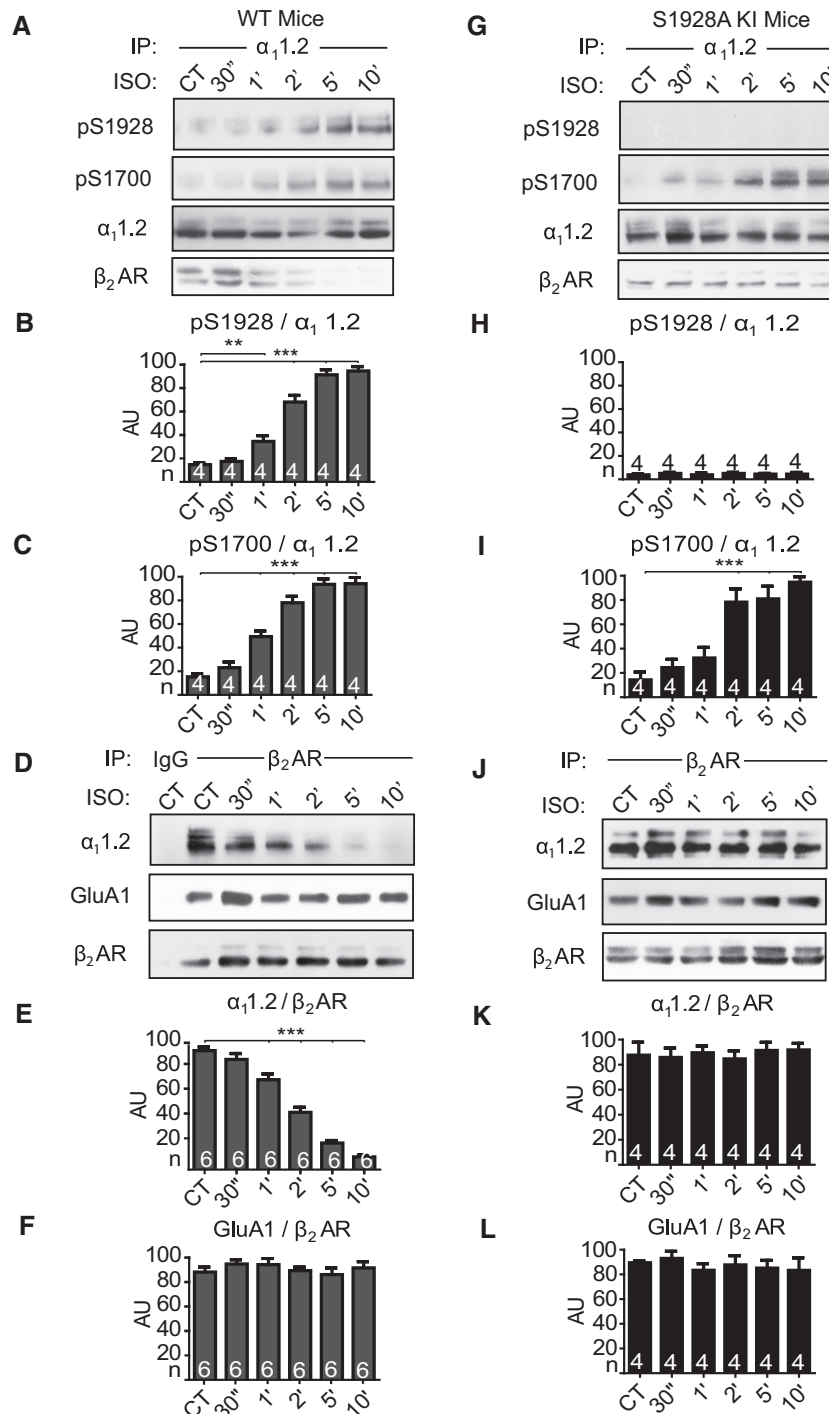 A
WT Mice
IP: α₁1.2
ISO: CT 30″ 1′ 2′ 5′ 10′
pS1928
pS1700
α₁1.2
β₂AR
B
pS1928 / α₁ 1.2
** ***
AU
100
80
60
40
20
n 4 4 4 4 4 4
CT 30″ 1′ 2′ 5′ 10′
C
pS1700 / α₁ 1.2
***
AU
100
80
60
40
20
n 4 4 4 4 4 4
CT 30″ 1′ 2′ 5′ 10′
D
IP: IgG β₂AR
ISO: CT CT 30″ 1′ 2′ 5′ 10′
α₁1.2
GluA1
β₂AR
E
α₁1.2/β₂AR
***
AU
100
80
60
40
20
n 6 6 6 6 6 6
CT 30″ 1′ 2′ 5′ 10′
F
GluA1 / β₂AR
AU
100
80
60
40
20
n 6 6 6 6 6 6
CT 30″ 1′ 2′ 5′ 10′
G
S1928A KI Mice
IP: α₁1.2
ISO: CT 30″ 1′ 2′ 5′ 10′
pS1928
pS1700
α₁1.2
β₂AR
H
pS1928 / α₁ 1.2
AU
100
80
60
40
20
n 4 4 4 4 4 4
CT 30″ 1′ 2′ 5′ 10′
I
pS1700 / α₁ 1.2
***
AU
100
80
60
40
20
n 4 4 4 4 4 4
CT 30″ 1′ 2′ 5′ 10′
J
IP: β₂AR
ISO: CT 30″ 1′ 2′ 5′ 10′
α₁1.2
GluA1
β₂AR
K
α₁1.2/β₂AR
AU
100
80
60
40
20
n 4 4 4 4 4 4
CT 30″ 1′ 2′ 5′ 10′
L
GluA1 / β₂AR
AU
100
80
60
40
20
n 4 4 4 4 4 4
CT 30″ 1′ 2′ 5′ 10′